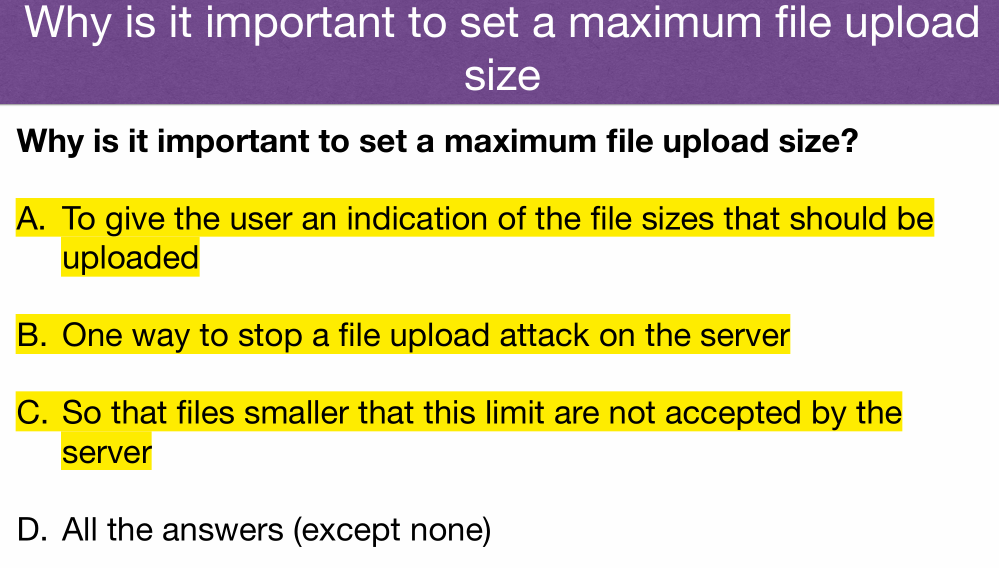 Why is it important to set a maximum file upload
size
Why is it important to set a maximum file upload size?
A. To give the user an indication of the file sizes that should be
uploaded
B. One way to stop a file upload attack on the server
C. So that files smaller that this limit are not accepted by the
server
D. All the answers (except none)